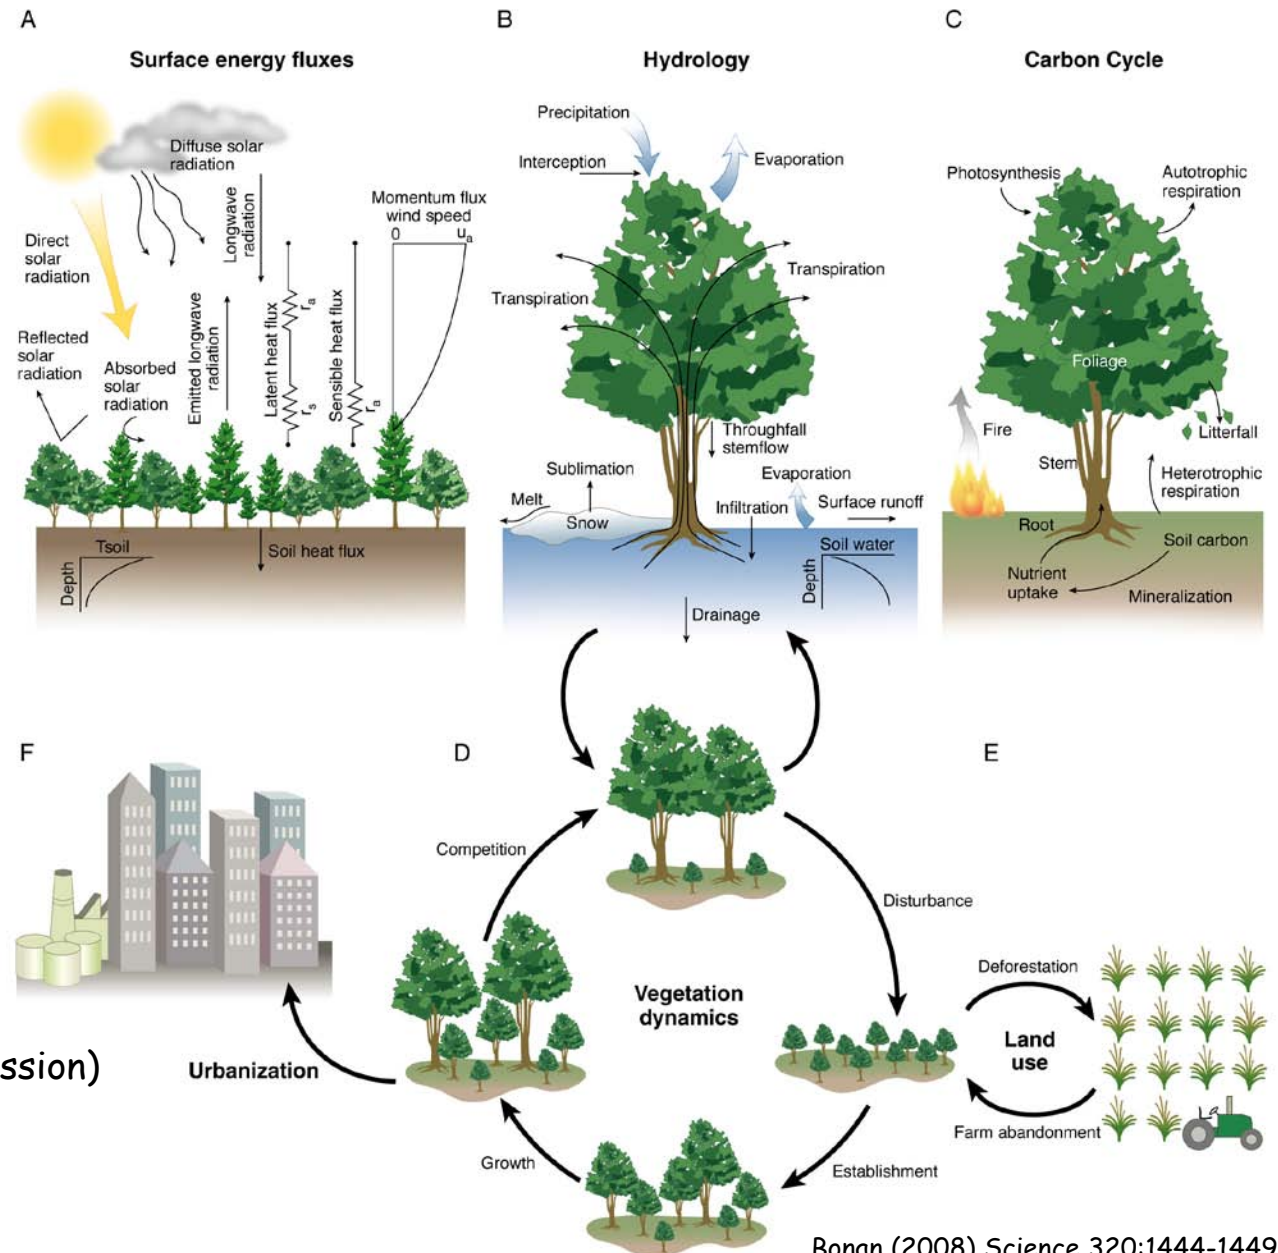 A
Surface energy fluxes
Diffuse solar
radiation
Direct
solar
radiation
Longwave
radiation
Momentum flux
wind speed
0
ua
Reflected
solar
radiation
Absorbed
solar
radiation
Emitted longwave
radiation
Latent heat flux
ra
rs
Sensible heat flux
ra
Tsoil
Depth
Soil heat flux
B
Hydrology
Precipitation
Interception
Evaporation
Transpiration
Transpiration
Throughfall
stemflow
Sublimation
Evaporation
Melt
Snow
Infiltration
Surface runoff
Soil water
Depth
Drainage
C
Carbon Cycle
Photosynthesis
Autotrophic
respiration
Foliage
Fire
Litterfall
Stem
Heterotrophic
respiration
Root
Soil carbon
Nutrient
uptake
Mineralization
F
D
E
Competition
Disturbance
Vegetation
dynamics
Deforestation
Land
use
Farm abandonment
ssion)
Urbanization
Growth
Establishment
Bonan (2008) Science 320:1444-1449